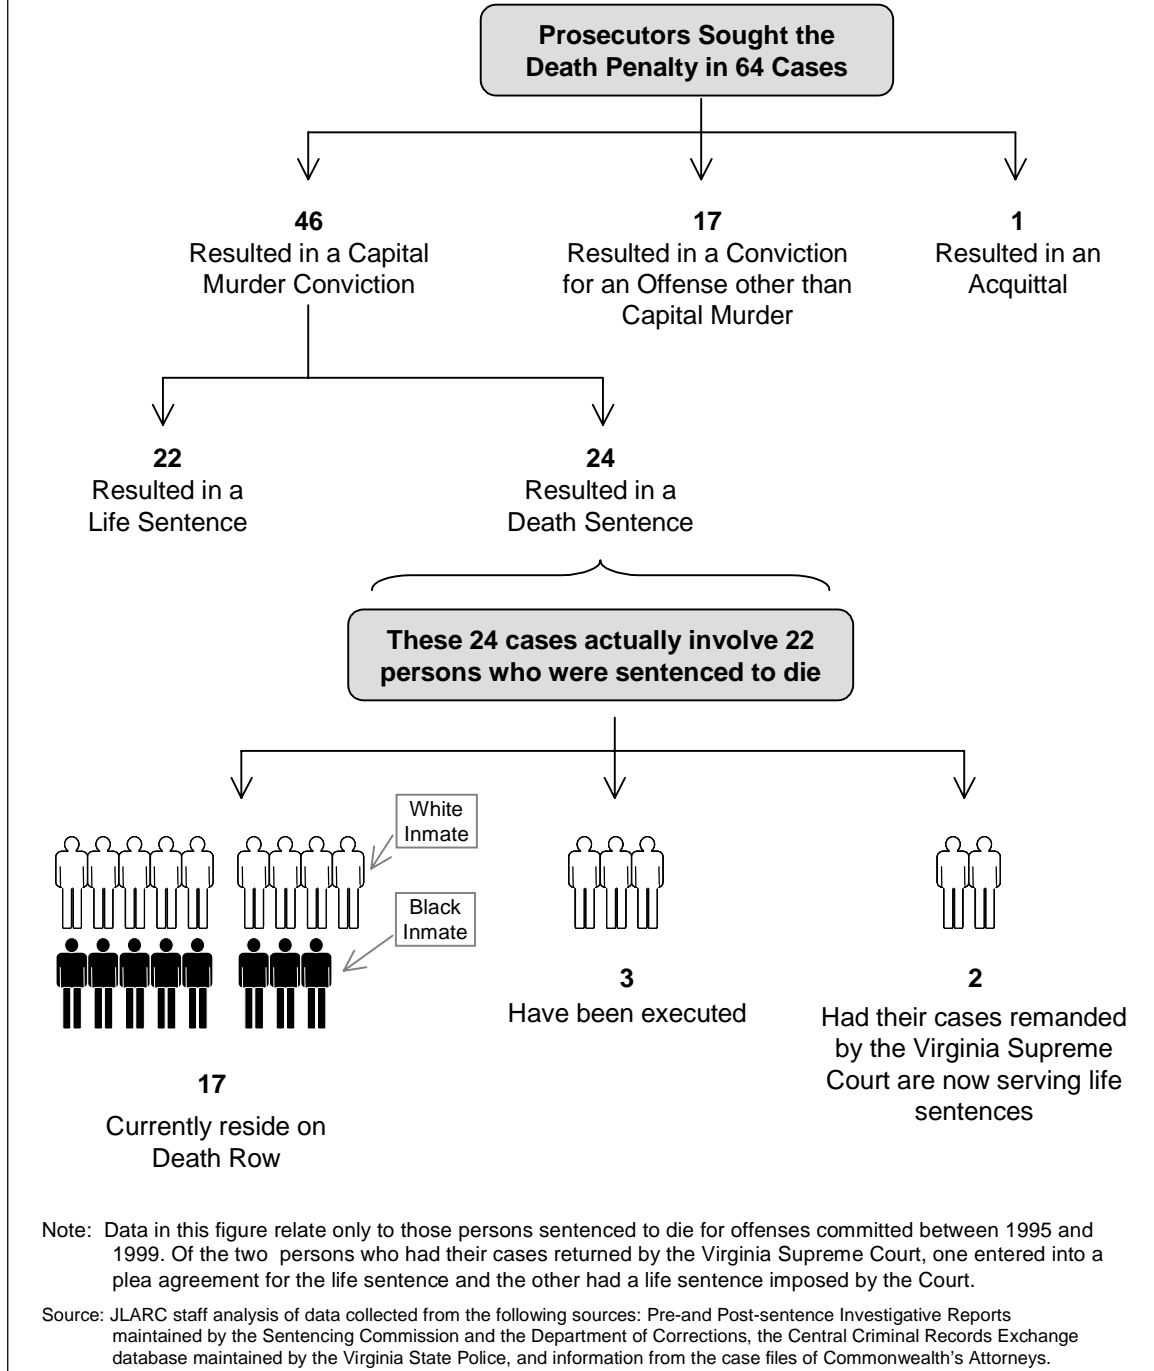 Prosecutors Sought the
Death Penalty in 64 Cases
46
Resulted in a Capital
Murder Conviction
17
Resulted in a Conviction
for an Offense other than
Capital Murder
1
Resulted in an
Acquittal
22
Resulted in a
Life Sentence
24
Resulted in a
Death Sentence
These 24 cases actually involve 22
persons who were sentenced to die
White
Inmate
Black
Inmate
17
Currently reside on
Death Row
3
Have been executed
2
Had their cases remanded
by the Virginia Supreme
Court are now serving life
sentences
Note: Data in this figure relate only to those persons sentenced to die for offenses committed between 1995 and
1999. Of the two persons who had their cases returned by the Virginia Supreme Court, one entered into a
plea agreement for the life sentence and the other had a life sentence imposed by the Court.
Source: JLARC staff analysis of data collected from the following sources: Pre-and Post-sentence Investigative Reports
maintained by the Sentencing Commission and the Department of Corrections, the Central Criminal Records Exchange
database maintained by the Virginia State Police, and information from the case files of Commonwealth's Attorneys.